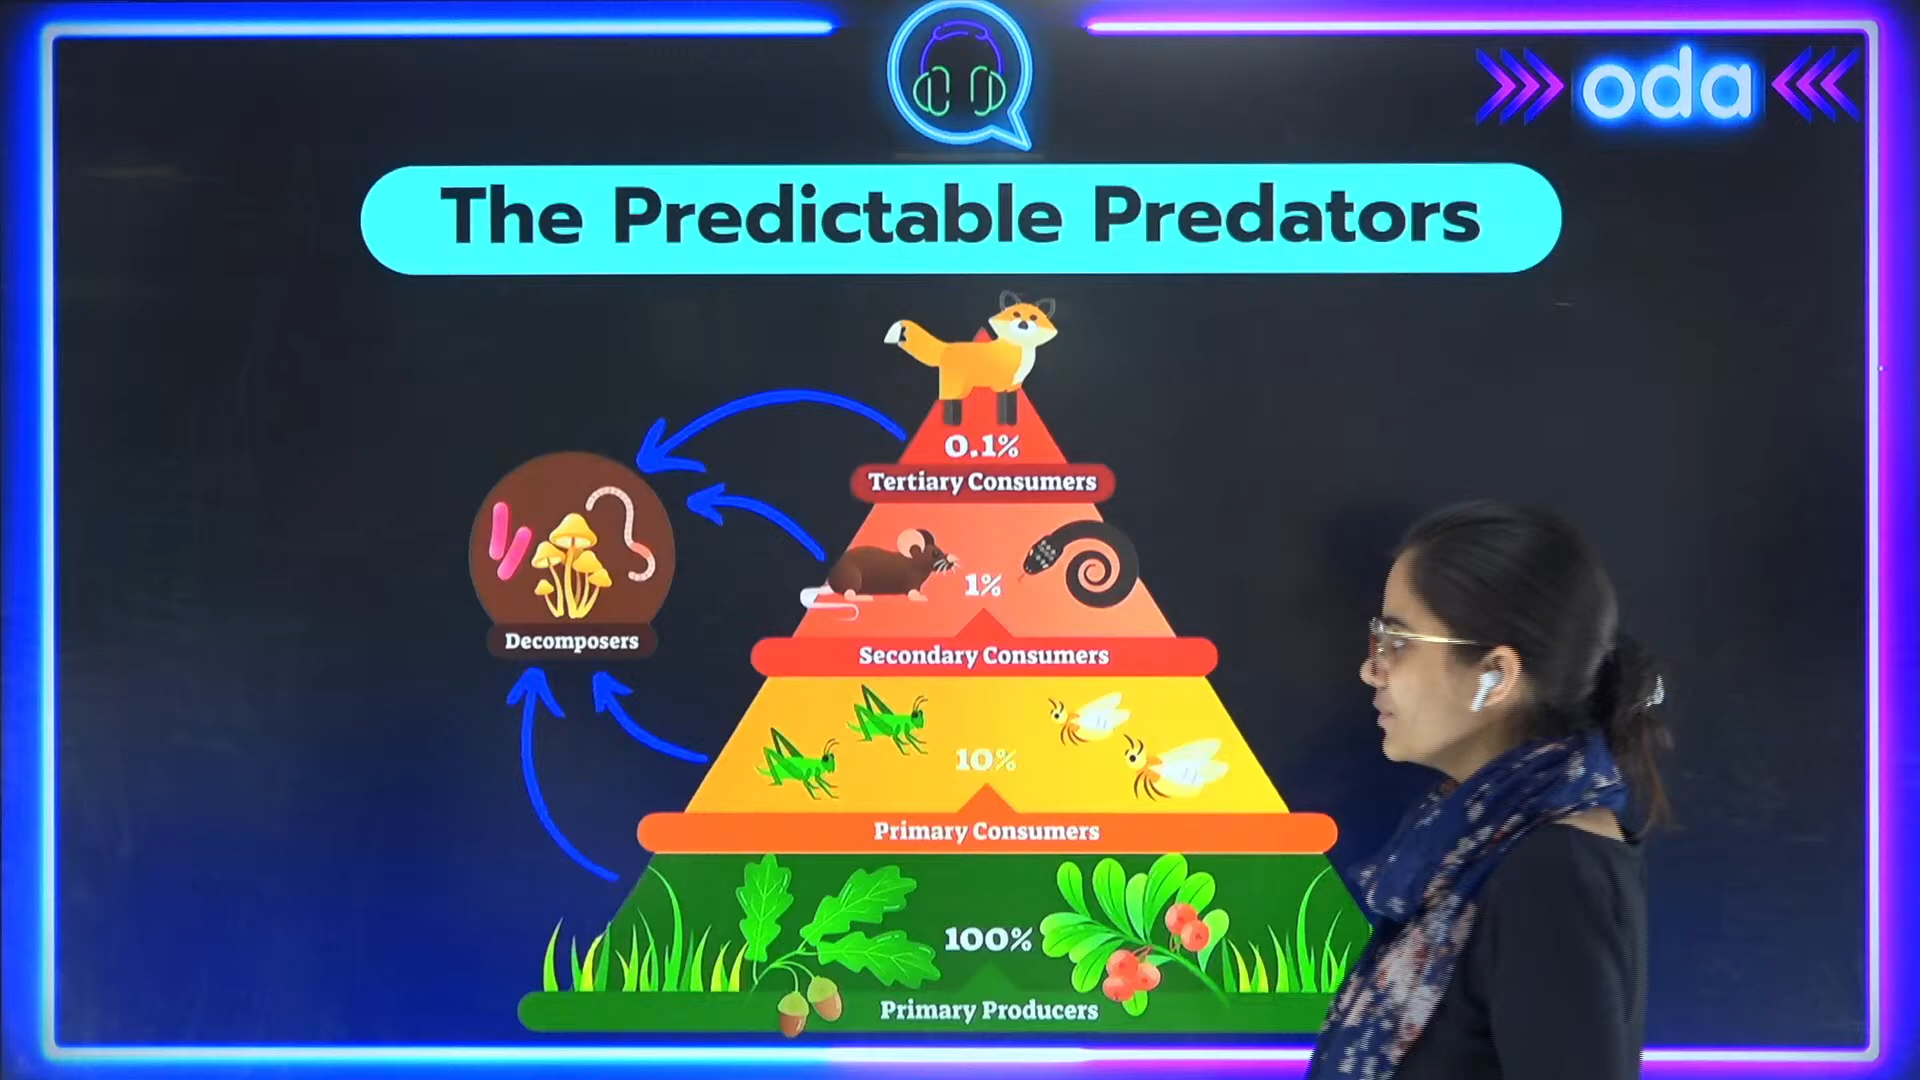 oda
The Predictable Predators
0.1%
Tertiary Consumers
1%
Decomposers
Secondary Consumers
10%
Primary Consumers
100%
Primary Producers